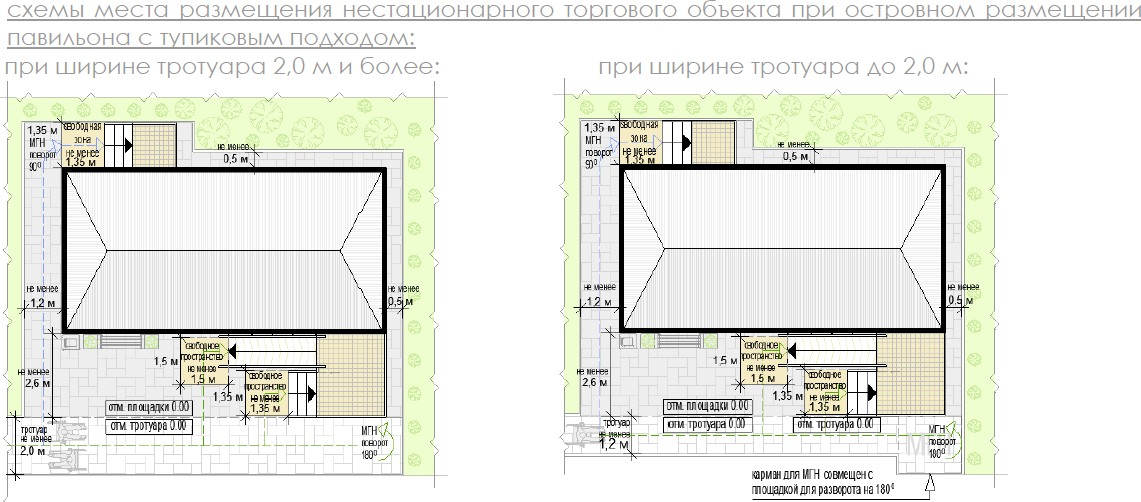 схемы места размещения нестационарного торгового объекта при островном размещении
павильона с тупиковым подходом:
при ширине тротуара 2,0 м и более:
1,35 м
МГН
поворот
90⁰
свободная
зона
не менее
1,35 м
не менее
0,5 м
не менее
1,2 м
не менее
0,5 м
не менее
2,6 м
1,5 м
свободное
пространство
не менее
1,5 м
1,35 м
свободное
пространство
не менее
1,35 м
отм. площадки 0.00
отм. тротуара 0.00
тротуар
не менее
2,0 м
МГН
поворот
180⁰
при ширине тротуара до 2,0 м:
1,35 м
МГН
поворот
90⁰
свободная
зона
не менее
1,35 м
не менее
0,5 м
не менее
1,2 м
не менее
0,5 м
не менее
2,6 м
1,5 м
свободное
пространство
не менее
1,5 м
1,35 м
свободное
пространство
не менее
1,35 м
отм. площадки 0.00
отм. тротуара 0.00
отм. тротуара 0.00
тротуар
не менее
1,2 м
МГН
поворот
180⁰
карман для МГН совмещен с
площадкой для разворота на 180⁰